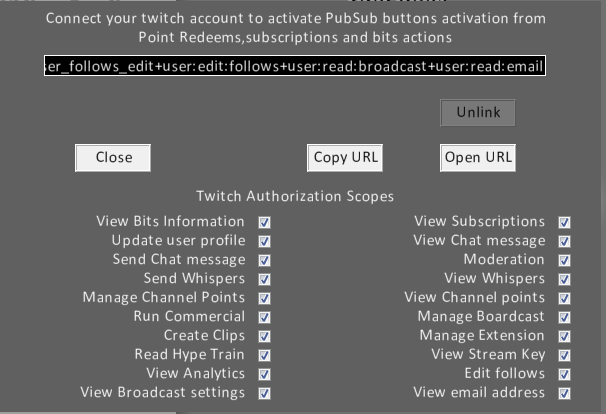 Connect your twitch account to activate PubSub buttons activation from
Point Redeems,subscriptions and bits actions
er_follows_edit+user:edit:follows+user:read:broadcast+user:read:email
Unlink
Close Copy URL Open URL
Twitch Authorization Scopes
View Bits Information View Subscriptions
Update user profile View Chat message
Send Chat message Moderation
Send Whispers View Whispers
Manage Channel Points View Channel points
Run Commercial Manage Boardcast
Create Clips Manage Extension
Read Hype Train View Stream Key
View Analytics Edit follows
View Broadcast settings View email address